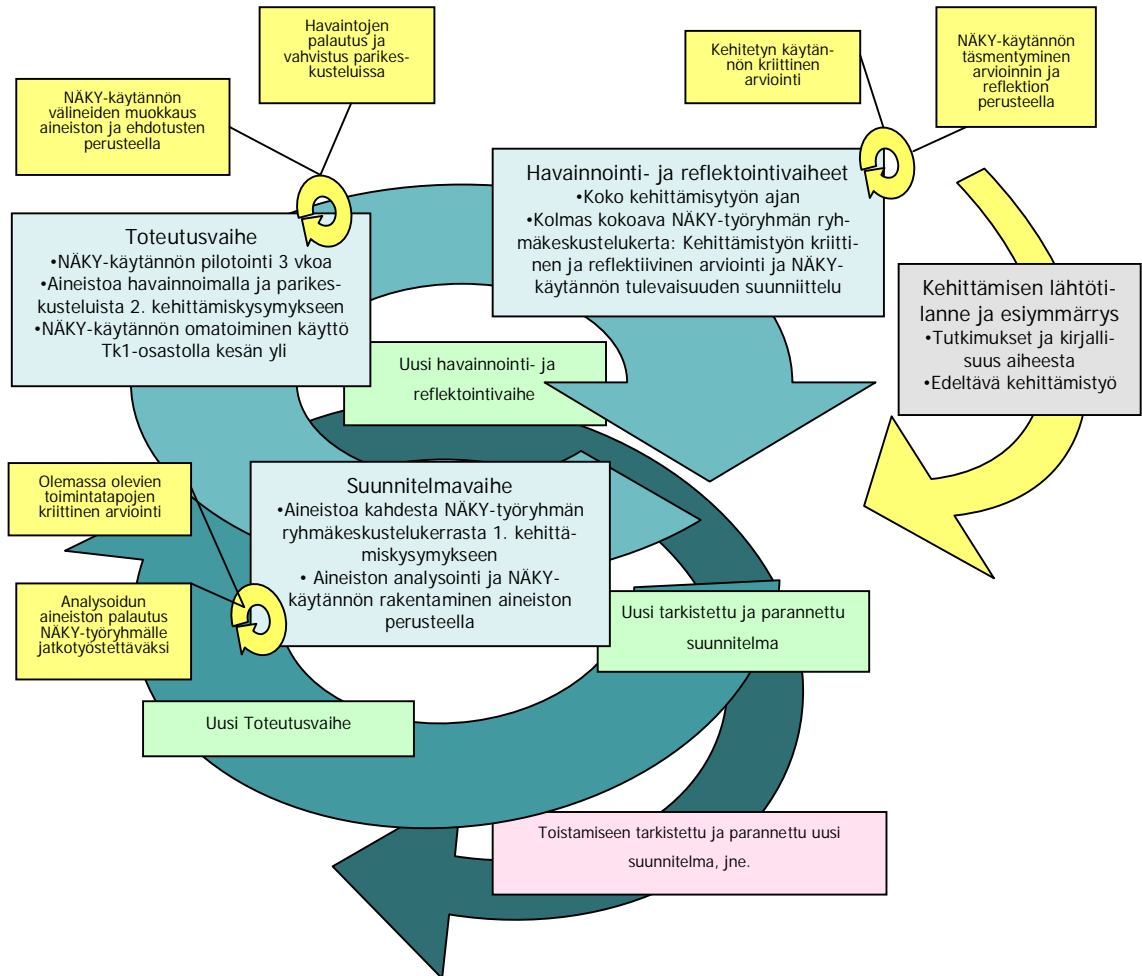 Havaintojen
palautus ja
vahvistus parikes-
kusteluissa
Kehitetyn käytän-
nön kriittinen
arviointi
NÄKY-käytännön
täsmentyminen
arvioinnin ja
reflektion
perusteella
NÄKY-käytännön
välineiden muokkaus
aineiston ja ehdotusten
perusteella
Havainnointi- ja reflektointivaiheet
•Koko kehittämisytyön ajan
•Kolmas kokoava NÄKY-työryhmän ryh-
mäkeskustelukerta: Kehittämistyön kriitti-
nen ja reflektiivinen arviointi ja NÄKY-
käytännön tulevaisuuden suunniittelu
Toteutusvaihe
•NÄKY-käytännön pilotointi 3 vkoa
•Aineistoa havainnoimalla ja parikes-
kusteluista 2. kehittämiskysymykseen
•NÄKY-käytännön omatoiminen käyttö
Tk1-osastolla kesän yli
Kehittämisen lähtöti-
lanne ja esiymmärrys
•Tutkimukset ja kirjalli-
suus aiheesta
•Edeltävä kehittämistyö
Uusi havainnointi- ja
reflektointivaihe
Olemassa olevien
toimintatapojen
kriittinen arviointi
Suunnitelmavaihe
•Aineistoa kahdesta NÄKY-työryhmän
ryhmäkeskustelukerrasta 1. kehittä-
miskysymykseen
• Aineiston analysointi ja NÄKY-
käytännön rakentaminen aineiston
perusteella
Analysoidun
aineiston palautus
NÄKY-työryhmälle
jatkotyöstettäväksi
Uusi tarkistettu ja parannettu
suunnitelma
Uusi Toteutusvaihe
Toistamiseen tarkistettu ja parannettu uusi
suunnitelma, jne.